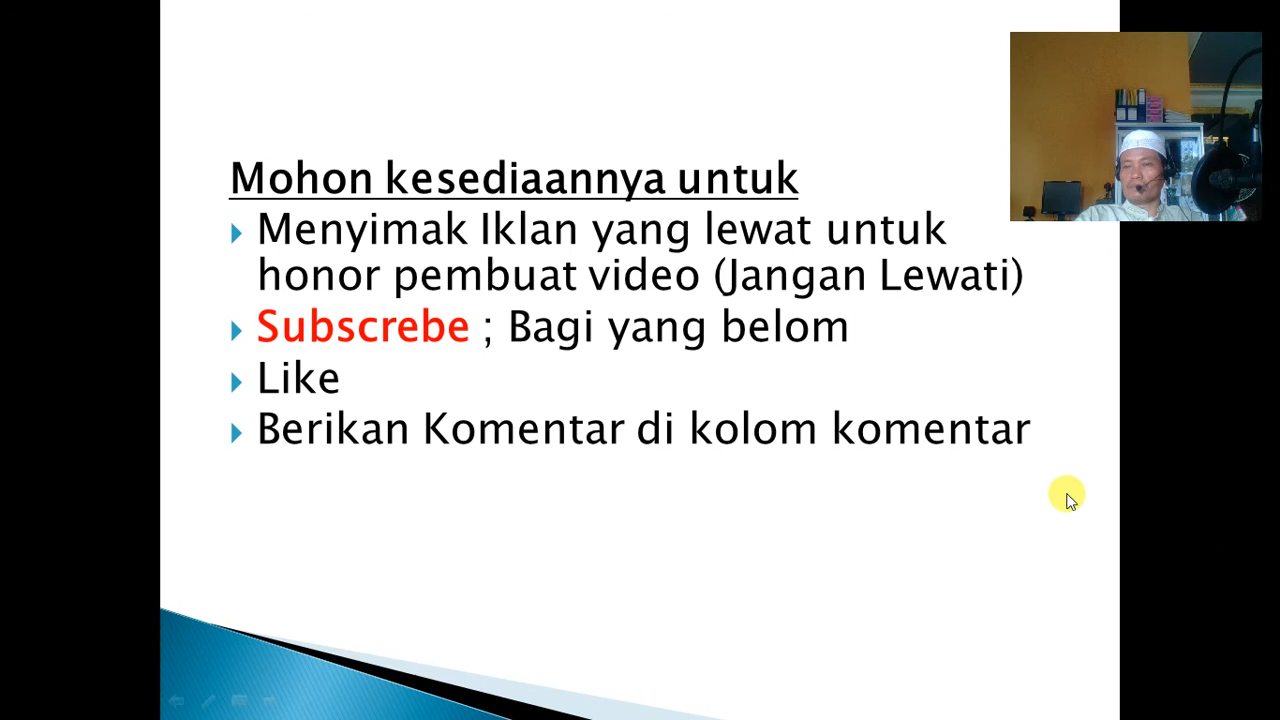 Mohon kesediaannya untuk
Menyimak Iklan yang lewat untuk
honor pembuat video (Jangan Lewati)
Subscrebe ; Bagi yang belom
Like
Berikan Komentar di kolom komentar